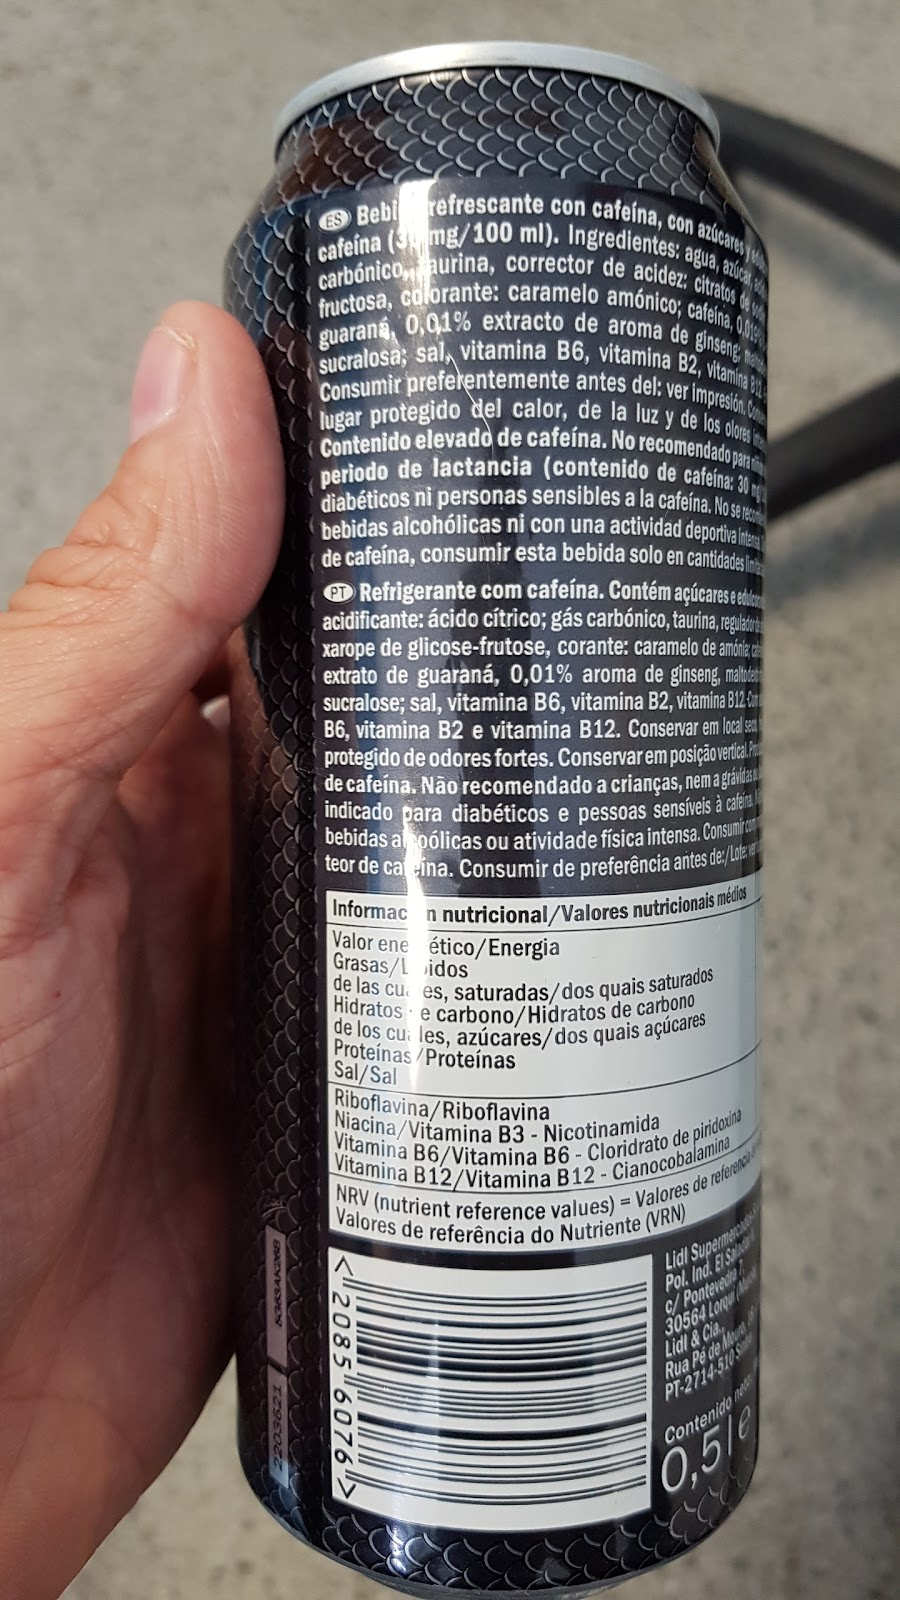 ES Bebi refrescante con cafeína, con azúcares
cafeína (3 mg/100 ml). Ingredientes: agua, azúcar,
carbónico, taurina, corrector de acidez: citratos de
fructosa, colorante: caramelo amónico; cafeína,
guaraná, 0,01% extracto de aroma de ginseng;
sucralosa; sal, vitamina B6, vitamina B2, vitamina B12
Consumir preferentemente antes del: ver impresión.
lugar protegido del calor, de la luz y de los olores
Contenido elevado de cafeína. No recomendado para
periodo de lactancia (contenido de cafeína: 30
diabéticos ni personas sensibles a la cafeína. No se
bebidas alcohólicas ni con una actividad deportiva
de cafeína, consumir esta bebida solo en cantidades
PT Refrigerante com cafeína. Contém açúcares e
acidificante: ácido cítrico; gás carbónico, taurina, regulador
xarope de glicose-frutose, corante: caramelo de amónia;
extrato de guaraná, 0,01% aroma de ginseng,
sucralose; sal, vitamina B6, vitamina B2, vitamina B12.
B6, vitamina B2 e vitamina B12. Conservar em local seco,
protegido de odores fortes. Conservar em posição vertical.
de cafeína. Não recomendado a crianças, nem a grávidas
indicado para diabéticos e pessoas sensíveis à cafeína.
bebidas alcoólicas ou atividade física intensa. Consumir
teor de cafeína. Consumir de preferência antes de:/Lote:
Información nutricional/Valores nutricionais médios
Valor energético/Energia
Grasas/Lípidos
de las cuales, saturadas/dos quais saturados
Hidratos de carbono/Hidratos de carbono
de los cuales, azúcares/dos quais açúcares
Proteínas/Proteínas
Sal/Sal
Riboflavina/Riboflavina
Niacina/Vitamina B3 - Nicotinamida
Vitamina B6/Vitamina B6 - Cloridrato de piridoxina
Vitamina B12/Vitamina B12 - Cianocobalamina
NRV (nutrient reference values) = Valores de referencia
Valores de referência do Nutriente (VRN)
< 2085 6076 >
2203621
Lidl Supermercados
Pol. Ind. El Saladar
c/ Pontevedra 7
30564 Lorquí
Lidl & Cia.
Rua Pé de Mouro,
PT-2714-510
Contenido
0,5 l e